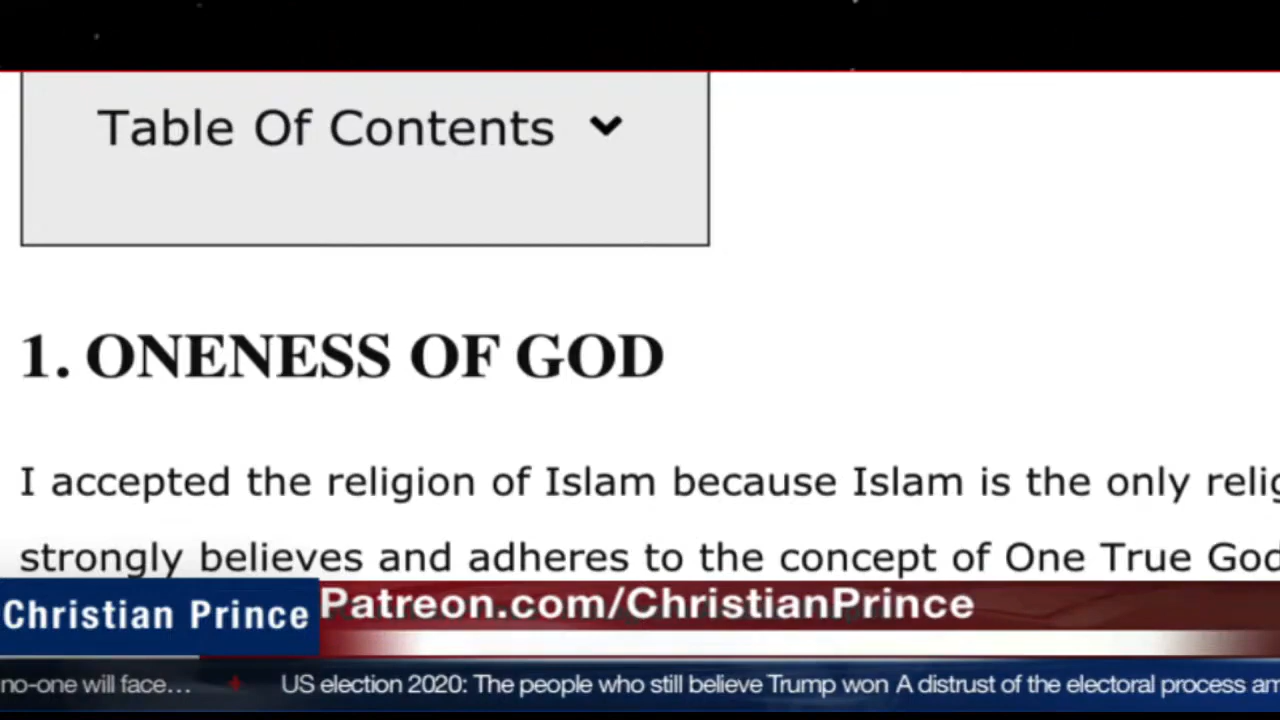 Table Of Contents
1. ONENESS OF GOD
I accepted the religion of Islam because Islam is the only relig
strongly believes and adheres to the concept of One True God
Christian Prince
Patreon.com/ChristianPrince
no-one will face...
US election 2020: The people who still believe Trump won A distrust of the electoral process am